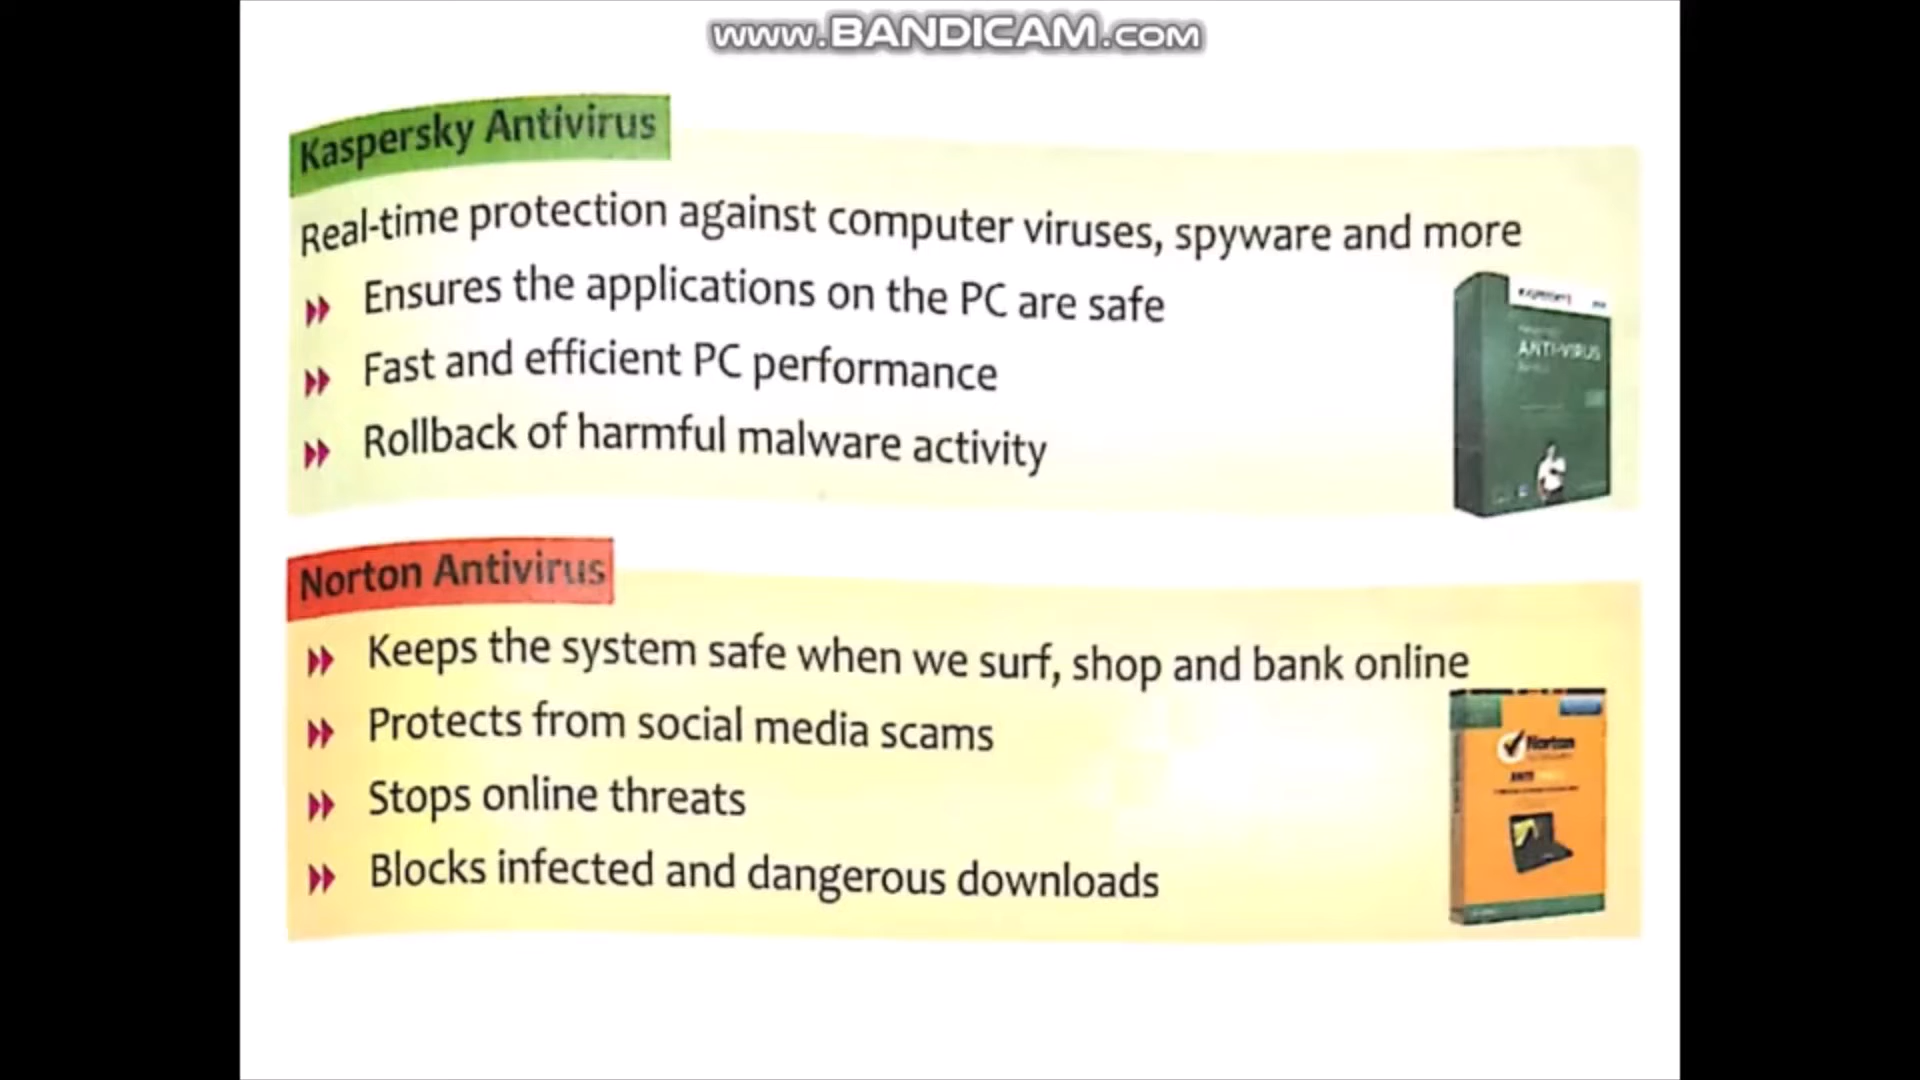 www.BANDICAM.com
Kaspersky Antivirus
Real-time protection against computer viruses, spyware and more
Ensures the applications on the PC are safe
Fast and efficient PC performance
Rollback of harmful malware activity
ANTI-VIRUS
Norton Antivirus
Keeps the system safe when we surf, shop and bank online
Protects from social media scams
Stops online threats
Blocks infected and dangerous downloads
Norton